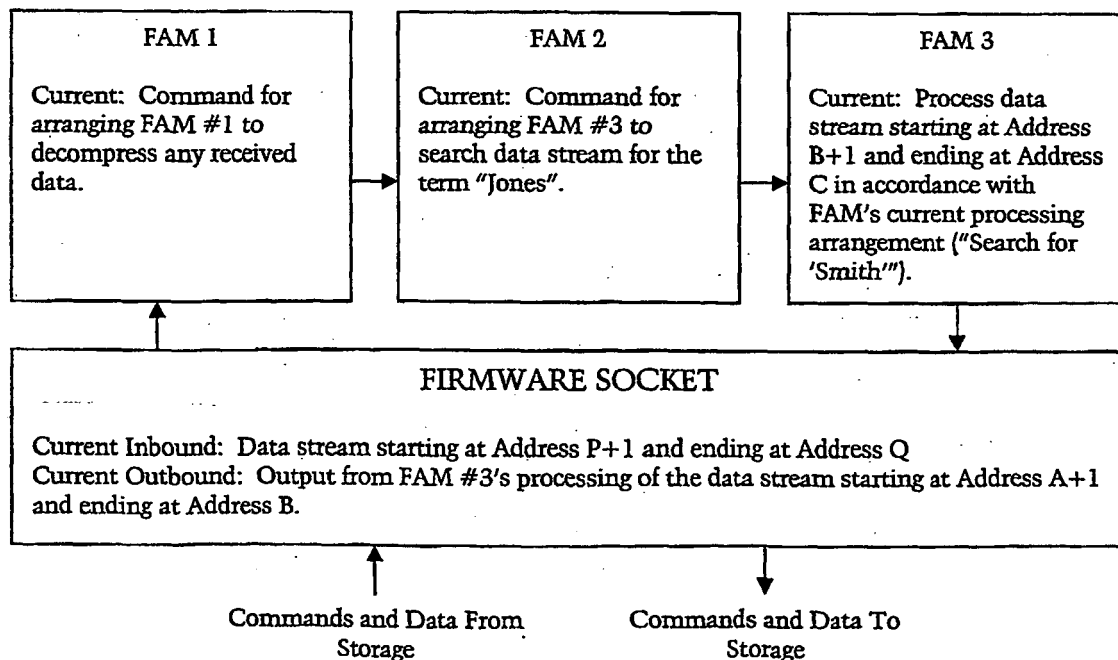 FAM 1
Current: Command for
arranging FAM #1 to
decompress any received
data.
FAM 2
Current: Command for
arranging FAM #3 to
search data stream for the
term "Jones".
FAM 3
Current: Process data
stream starting at Address
B+1 and ending at Address
C in accordance with
FAM's current processing
arrangement ("Search for
'Smith'").
FIRMWARE SOCKET
Current Inbound: Data stream starting at Address P+1 and ending at Address Q
Current Outbound: Output from FAM #3's processing of the data stream starting at Address A+1
and ending at Address B.
Commands and Data From
Storage
Commands and Data To
Storage